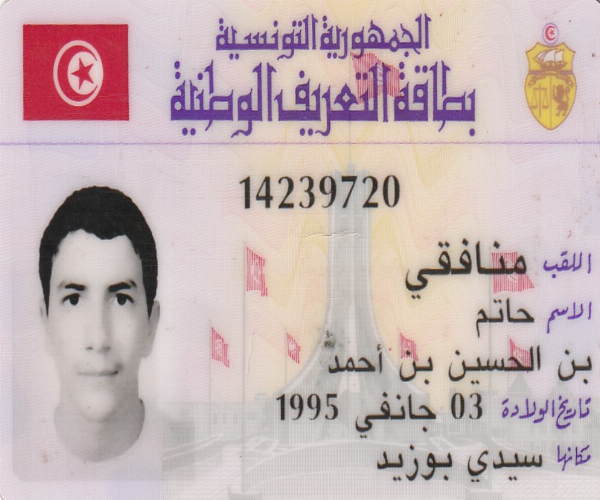 الجمهورية التونسية
بطاقة التعريف الوطنية
14239720
اللقب منافقي
الاسم حاتم
بن الحسين بن أحمد
تاريخ الولادة 03 جانفي 1995
مكانها سيدي بوزيد